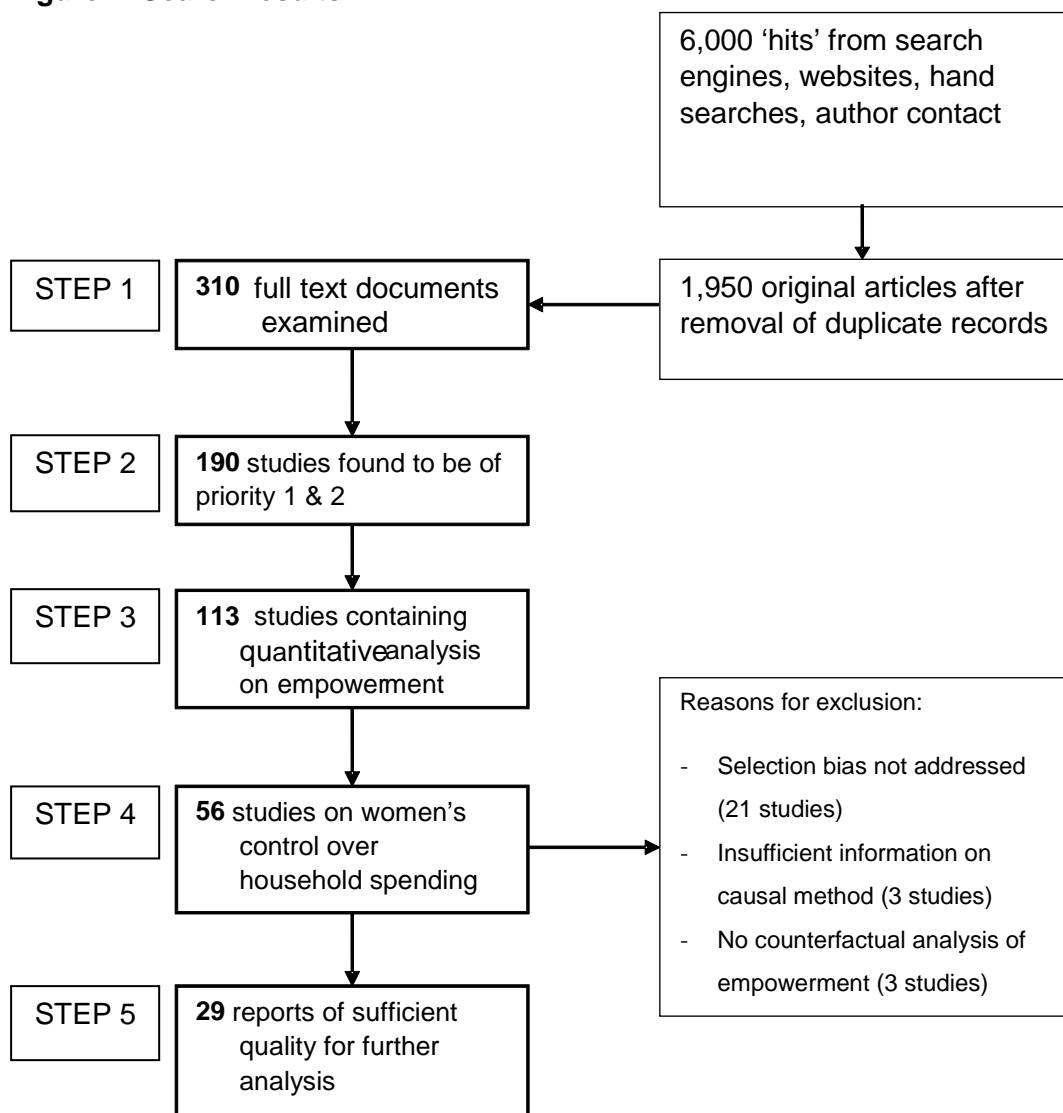 6,000 ‘hits’ from search
engines, websites, hand
searches, author contact
STEP 1
310 full text documents
examined
1,950 original articles after
removal of duplicate records
STEP 2
190 studies found to be of
priority 1 & 2
STEP 3
113 studies containing
quantitative analysis
on empowerment
STEP 4
56 studies on women’s
control over
household spending
Reasons for exclusion:
- Selection bias not addressed
(21 studies)
- Insufficient information on
causal method (3 studies)
- No counterfactual analysis of
empowerment (3 studies)
STEP 5
29 reports of sufficient
quality for further
analysis